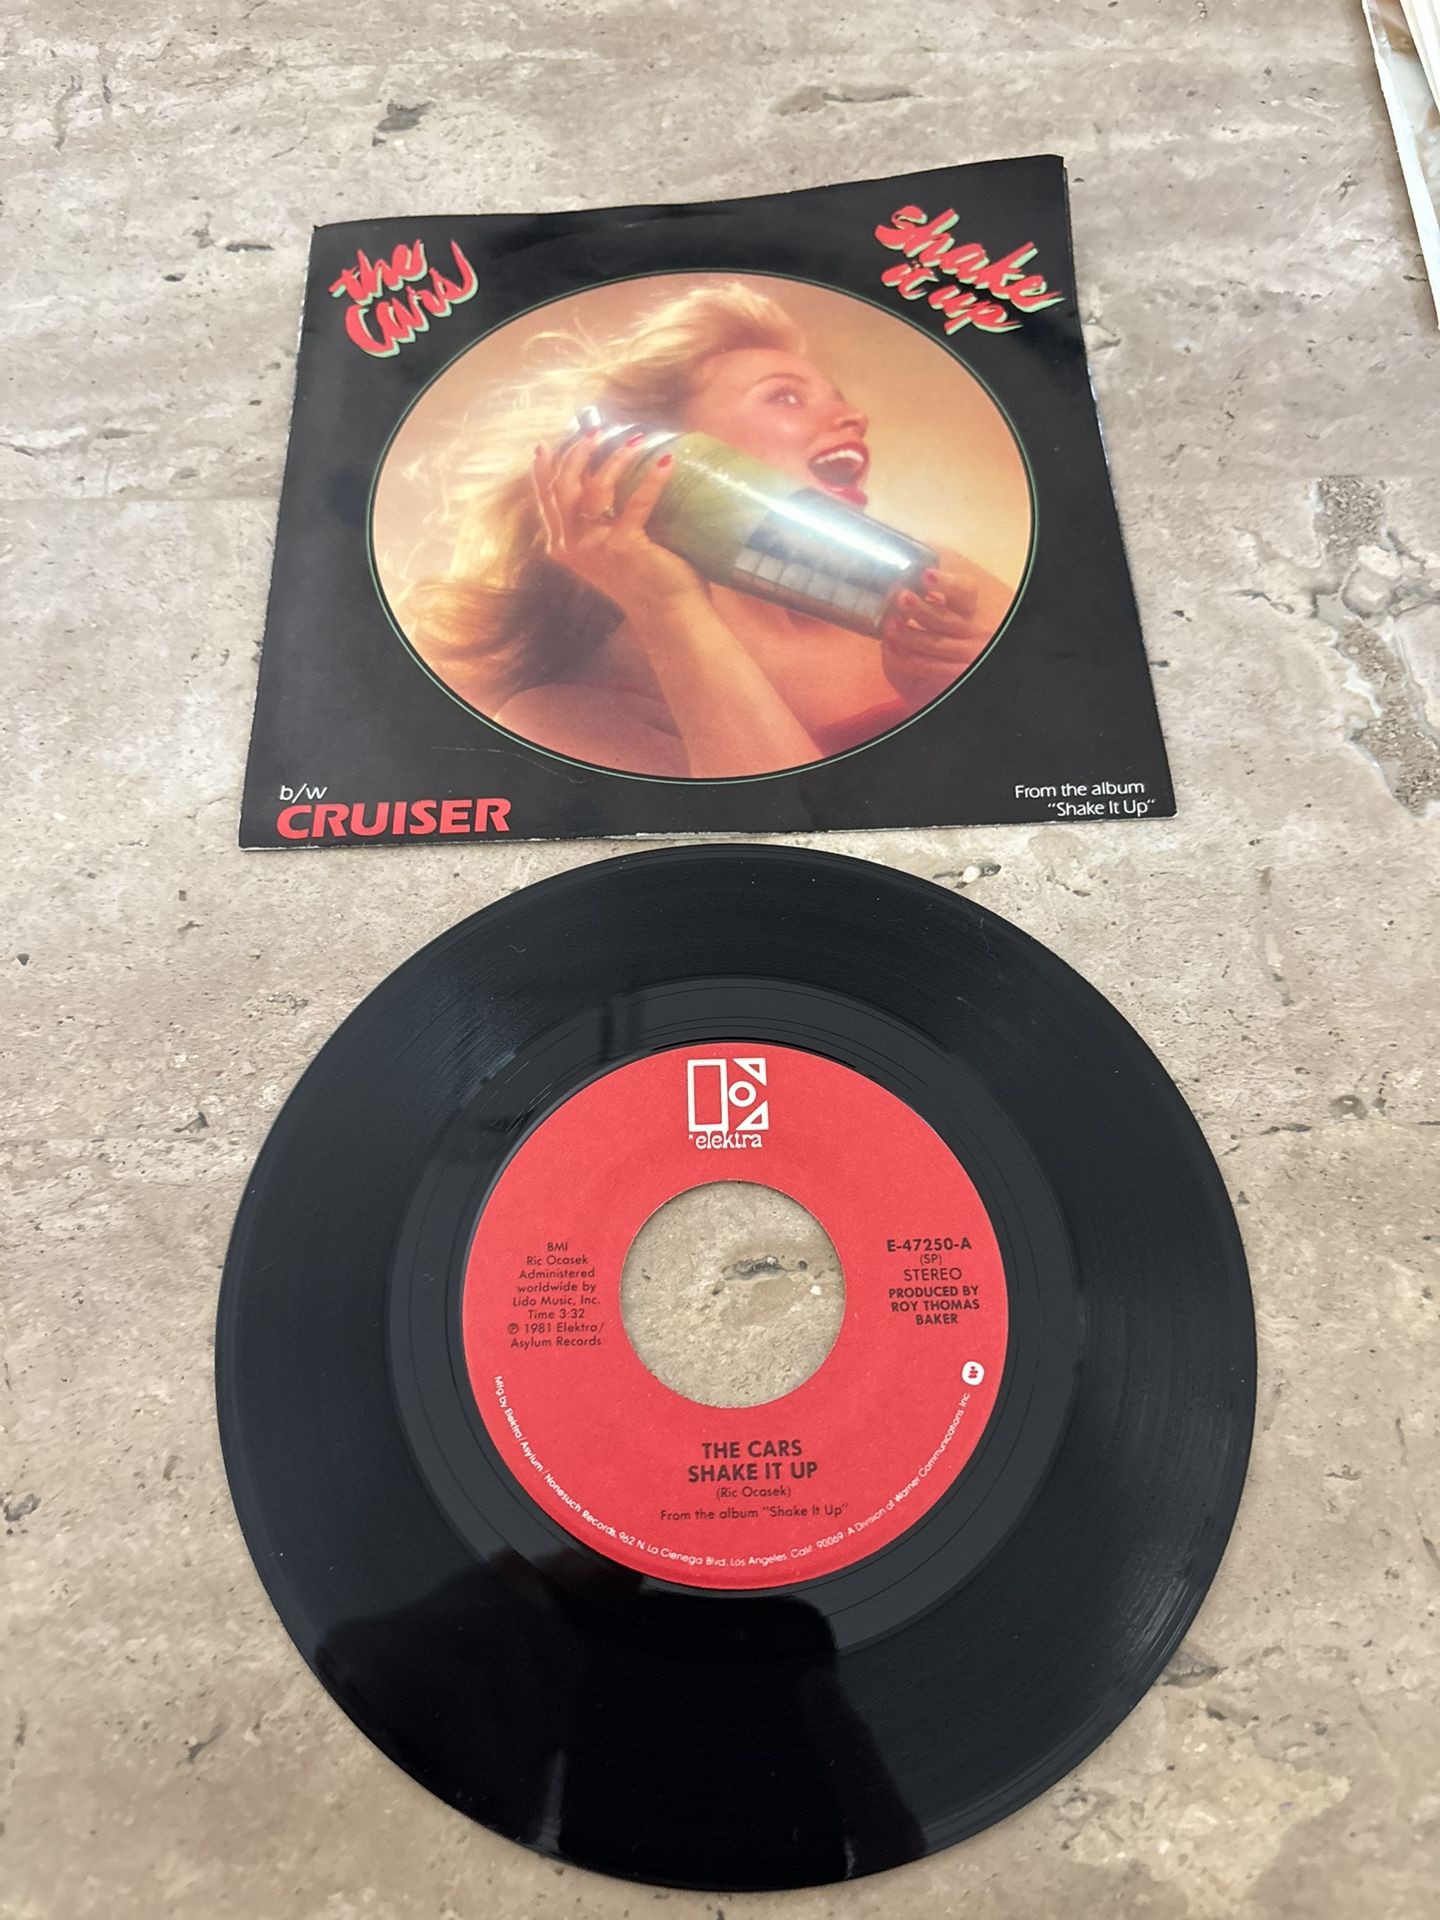 the
Cars
Shake
it up
b/w
CRUISER
From the album
"Shake It Up"
elektra
BMI
Ric Ocasek
Administered
worldwide by
Lido Music, Inc.
Time 3:32
℗ 1981 Elektra/
Asylum Records
E-47250-A
(SP)
STEREO
PRODUCED BY
ROY THOMAS
BAKER
THE CARS
SHAKE IT UP
(Ric Ocasek)
From the album "Shake It Up"
Mfg by Elektra/Asylum/Nonesuch Records, 962 N. La Cienega Blvd. Los Angeles, Calif. 90069. A Division of Warner Communications Inc.